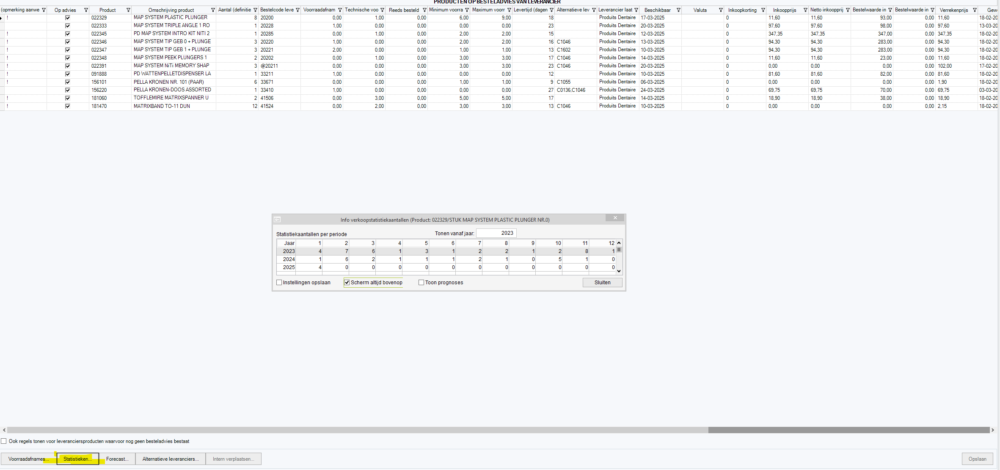 PRODUCTEN OP BESTELADVIES VAN LEVERANCIER
(opmerking aanwe Op advies Product Omschrijving product Aantal (definitie Bestelcode leve Voorraadafnam Technische voo Reeds besteld Minimum voorra Maximum voorr Levertijd (dagen Alternatieve lev Leverancier laat Beschikbaar Valuta Inkoopkorting Inkoopprijs Netto inkoopprij Bestelwaarde in Bestelwaarde in Verrekenprijs Gew
! 022329 MAP SYSTEM PLASTIC PLUNGER 8 20200 0,00 1,00 0,00 6,00 9,00 18 Produits Dentaire 17-03-2025 0 11,60 11,60 93,00 0,00 11,60 18-02-20
022333 MAP SYSTEM TRIPLE ANGLE 1 RO 1 20228 1,00 0,00 0,00 0,00 0,00 23 Produits Dentaire 20-03-2025 0 97,60 97,60 98,00 0,00 97,60 13-03-20
! 022345 PD MAP SYSTEM INTRO KIT NITI 2 1 20285 0,00 1,00 0,00 2,00 2,00 15 Produits Dentaire 12-03-2025 0 347,35 347,35 347,00 0,00 347,35 18-02-20
! 022346 MAP SYSTEM TIP GEB 0 + PLUNGE 3 20220 1,00 0,00 0,00 2,00 2,00 16 C1046 Produits Dentaire 13-03-2025 0 94,30 94,30 283,00 0,00 94,30 18-02-20
! 022347 MAP SYSTEM TIP GEB 1 + PLUNGE 3 20221 2,00 0,00 0,00 1,00 1,00 13 C1602 Produits Dentaire 10-03-2025 0 94,30 94,30 283,00 0,00 94,30 18-02-20
! 022348 MAP SYSTEM PEEK PLUNGERS 1 2 20202 0,00 1,00 0,00 3,00 3,00 17 C1046 Produits Dentaire 14-03-2025 0 11,60 11,60 23,00 0,00 11,60 18-02-20
! 022391 MAP SYSTEM NiTi MEMORY SHAP 3 @20211 0,00 0,00 0,00 3,00 3,00 23 C1046 Produits Dentaire 20-03-2025 0 0,00 0,00 0,00 0,00 102,00 17-02-20
! 091888 PD WATTENPELLETDISPENSER LA 1 33211 1,00 0,00 0,00 0,00 0,00 12 Produits Dentaire 10-03-2025 0 81,60 81,60 82,00 0,00 81,60 18-02-20
! 156101 PELLA KRONEN NR. 101 (PAAR) 6 33671 0,00 0,00 0,00 1,00 1,00 9 C1055 Produits Dentaire 06-03-2025 0 0,00 0,00 0,00 0,00 1,90 18-02-20
156220 PELLA KRONEN-DOOS ASSORTED 1 33410 1,00 0,00 0,00 0,00 0,00 27 C0136,C1046 Produits Dentaire 24-03-2025 0 69,75 69,75 70,00 0,00 69,75 03-03-20
! 181060 TOFFLEMIRE MATRIXSPANNER U 2 41506 0,00 3,00 0,00 5,00 5,00 17 Produits Dentaire 14-03-2025 0 18,90 18,90 38,00 0,00 18,90 18-02-20
! 181470 MATRIXBAND TO-11 DUN 12 41524 0,00 2,00 0,00 3,00 3,00 13 C1046 Produits Dentaire 10-03-2025 0 0,00 0,00 0,00 0,00 2,15 18-02-20
Info verkoopstatistiekaantallen (Product: 022329/STUK MAP SYSTEM PLASTIC PLUNGER NR.0)
Statistiekaantallen per periode Tonen vanaf jaar: 2023
Jaar 1 2 3 4 5 6 7 8 9 10 11 12
2023 4 7 6 1 3 1 2 2 1 2 8 1
2024 1 6 2 1 1 1 2 1 0 5 1 0
2025 4 0 0 0 0 0 0 0 0 0 0 0
Instellingen opslaan Scherm altijd bovenop Toon prognoses Sluiten
Ook regels tonen voor leveranciersproducten waarvoor nog geen besteladvies bestaat
Voorraadafnames... Statistieken... Forecast... Alternatieve leveranciers... Intern verplaatsen... Opslaan